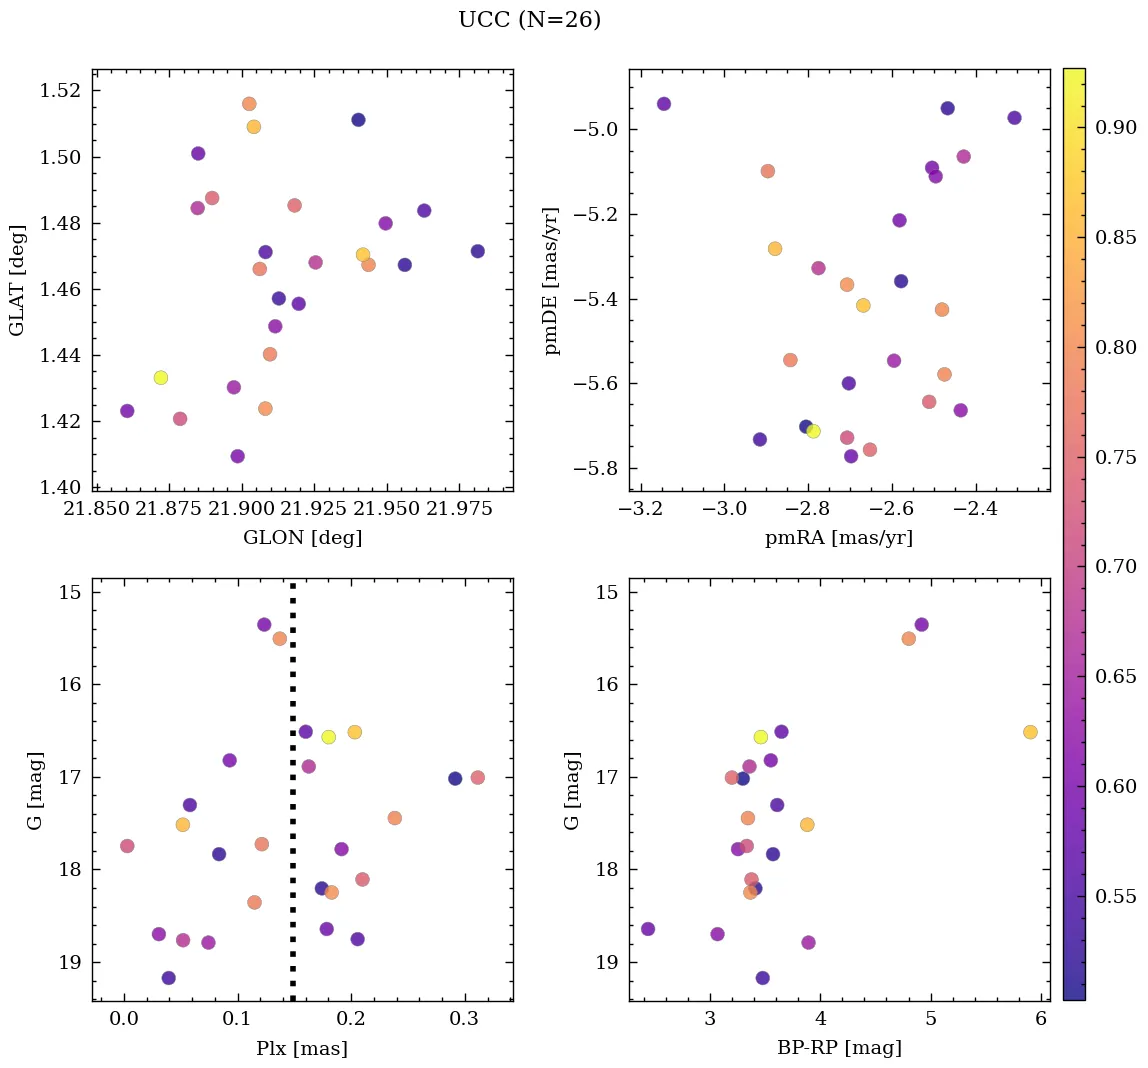 UCC (N=26)
1.52
1.50
1.48
1.46
1.44
1.42
1.40
GLAT [deg]
21.850 21.875 21.900 21.925 21.950 21.975
GLON [deg]
−5.0
−5.2
−5.4
−5.6
−5.8
pmDE [mas/yr]
−3.2 −3.0 −2.8 −2.6 −2.4
pmRA [mas/yr]
15
16
17
18
19
G [mag]
0.0 0.1 0.2 0.3
Plx [mas]
15
16
17
18
19
G [mag]
3 4 5 6
BP-RP [mag]
0.90
0.85
0.80
0.75
0.70
0.65
0.60
0.55